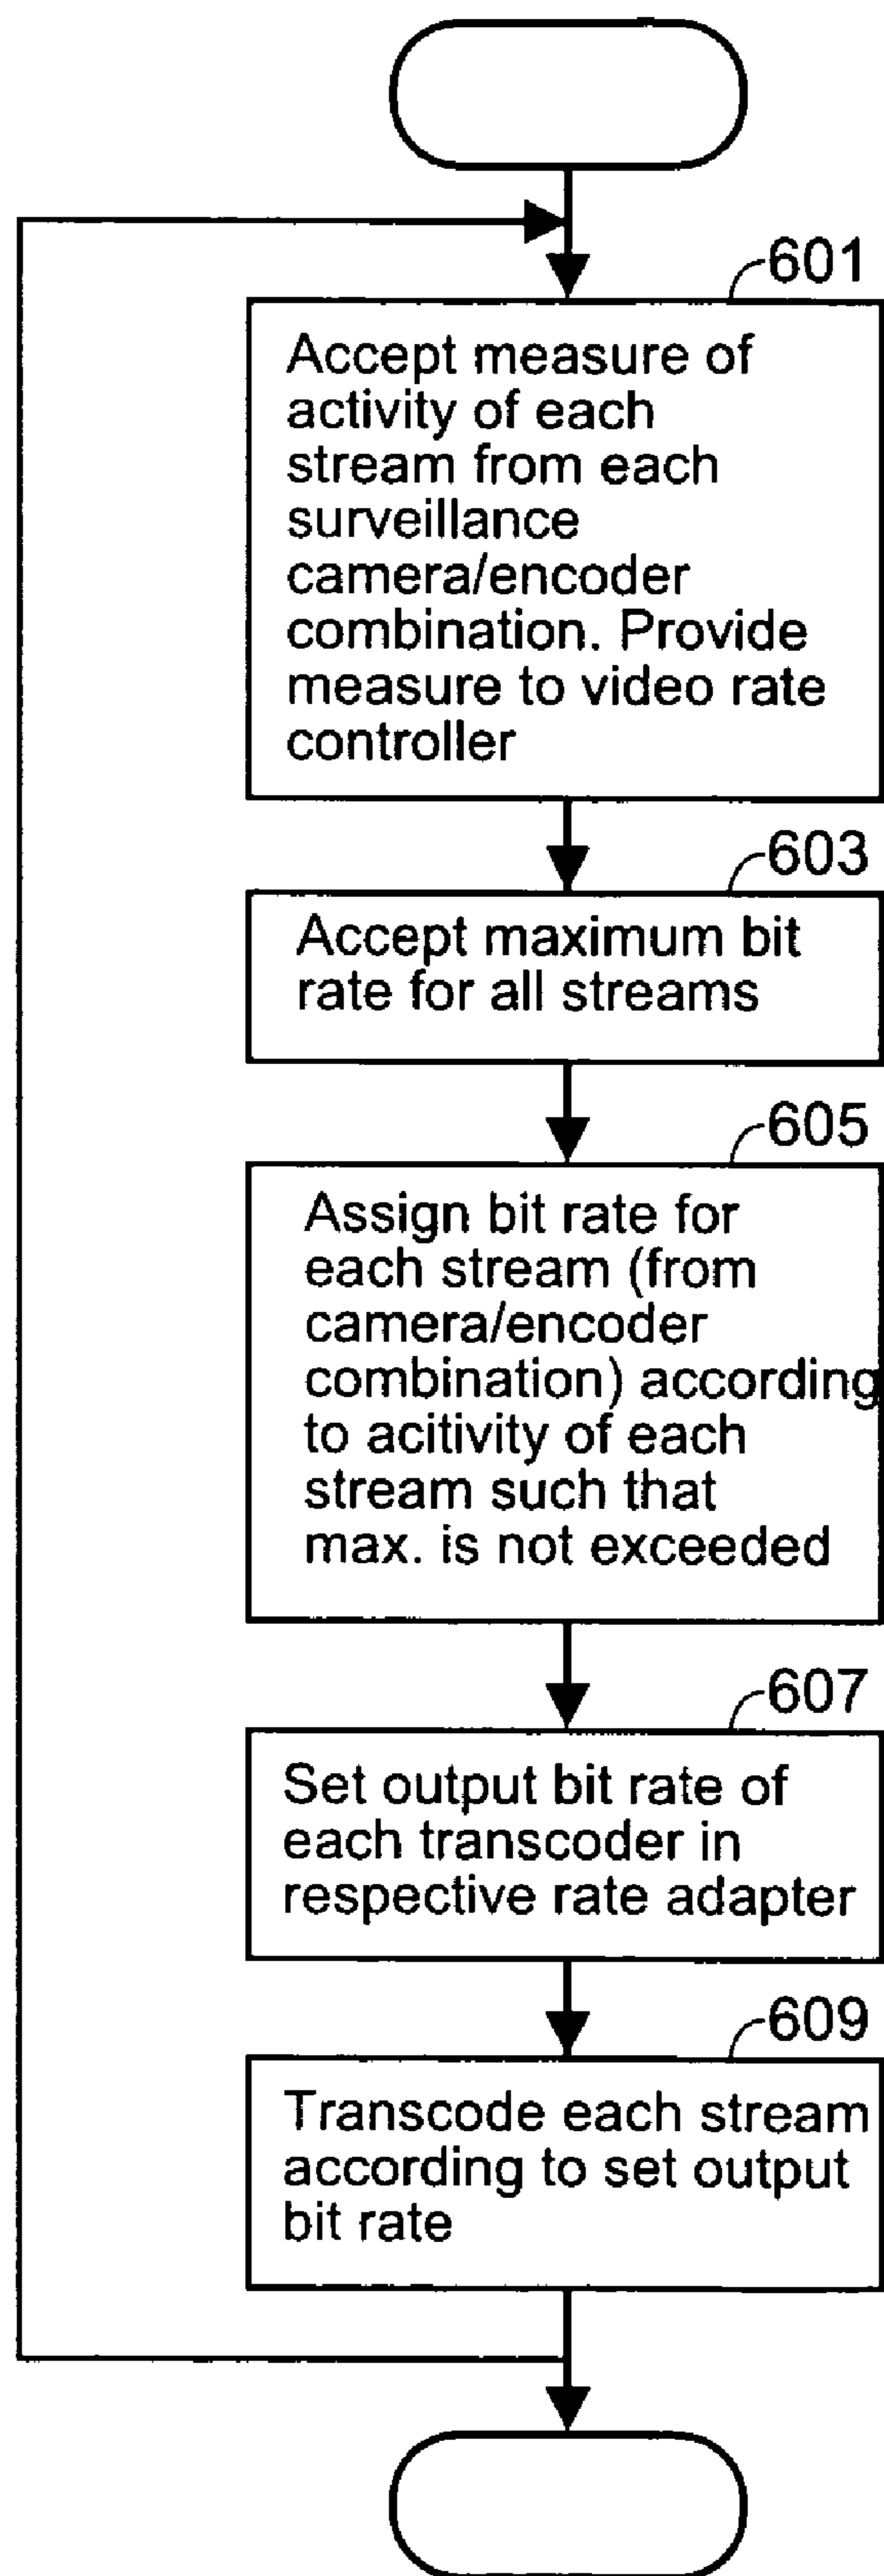 601
Accept measure of
activity of each
stream from each
surveillance
camera/encoder
combination. Provide
measure to video rate
controller
603
Accept maximum bit
rate for all streams
605
Assign bit rate for
each stream (from
camera/encoder
combination) according
to acitivity of each
stream such that
max. is not exceeded
607
Set output bit rate of
each transcoder in
respective rate adapter
609
Transcode each stream
according to set output
bit rate